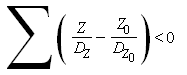 ∑ ( Z/D_Z − Z_0/D_{Z_0} ) < 0